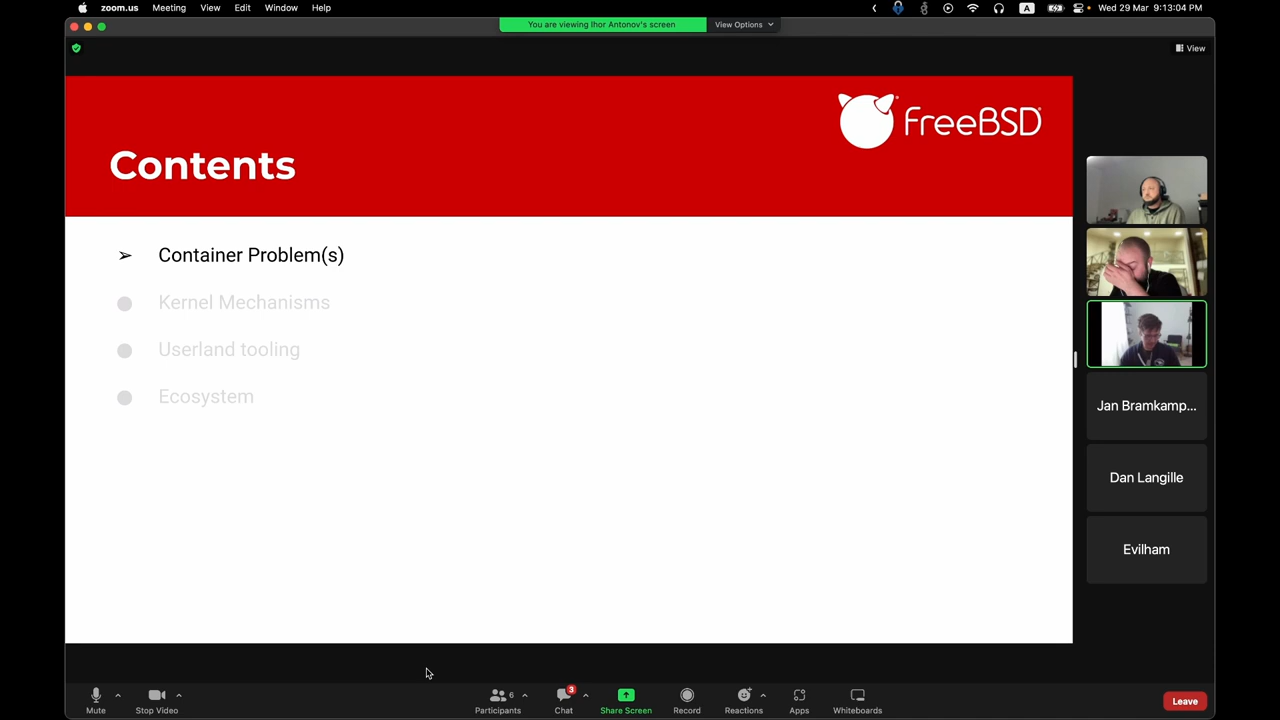 zoom.us Meeting View Edit Window Help
A
Wed 29 Mar 9:13:04 PM
You are viewing Ihor Antonov's screen
View Options
View
FreeBSD
Contents
➢ Container Problem(s)
● Kernel Mechanisms
● Userland tooling
● Ecosystem
Jan Bramkamp...
Dan Langille
Evilham
6
3
Mute
Stop Video
Participants
Chat
Share Screen
Record
Reactions
Apps
Whiteboards
Leave